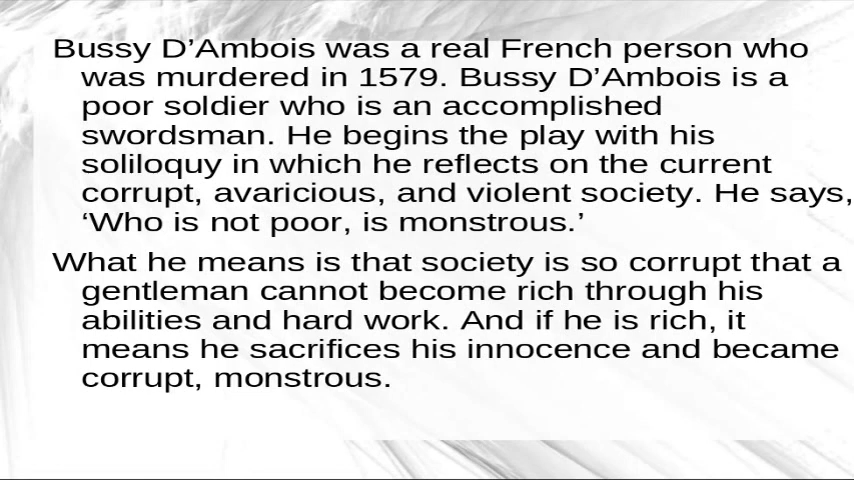 Bussy D’Ambois was a real French person who
was murdered in 1579. Bussy D’Ambois is a
poor soldier who is an accomplished
swordsman. He begins the play with his
soliloquy in which he reflects on the current
corrupt, avaricious, and violent society. He says,
‘Who is not poor, is monstrous.’
What he means is that society is so corrupt that a
gentleman cannot become rich through his
abilities and hard work. And if he is rich, it
means he sacrifices his innocence and became
corrupt, monstrous.